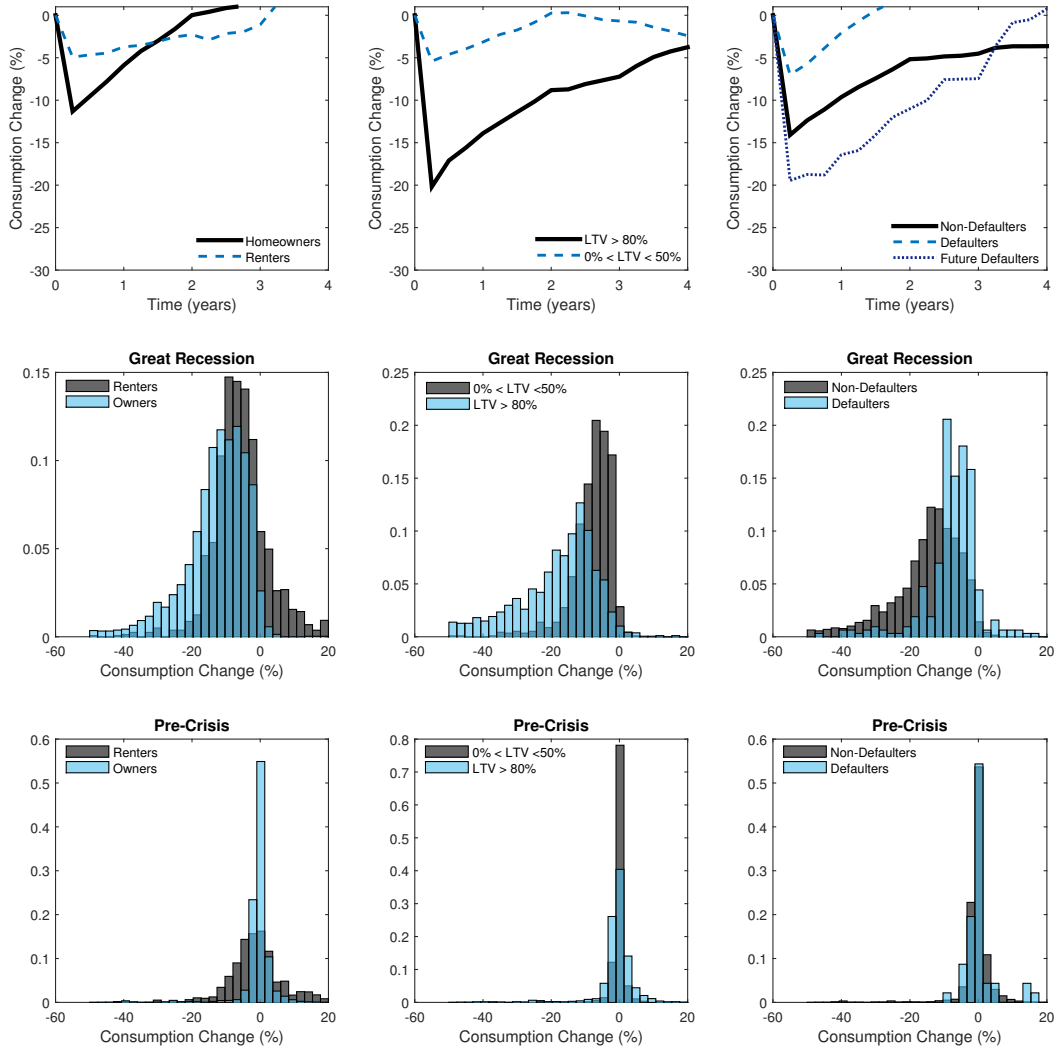 0
-5
-10
-15
-20
-25
-30
Consumption Change (%)
Homeowners
Renters
0 1 2 3 4
Time (years)
0
-5
-10
-15
-20
-25
-30
Consumption Change (%)
LTV > 80%
0% < LTV < 50%
0 1 2 3 4
Time (years)
0
-5
-10
-15
-20
-25
-30
Consumption Change (%)
Non-Defaulters
Defaulters
Future Defaulters
0 1 2 3 4
Time (years)
Great Recession
0.15
0.1
0.05
0
Renters
Owners
-60 -40 -20 0 20
Consumption Change (%)
Great Recession
0.25
0.2
0.15
0.1
0.05
0
0% < LTV <50%
LTV > 80%
-60 -40 -20 0 20
Consumption Change (%)
Great Recession
0.25
0.2
0.15
0.1
0.05
0
Non-Defaulters
Defaulters
-60 -40 -20 0 20
Consumption Change (%)
Pre-Crisis
0.6
0.5
0.4
0.3
0.2
0.1
0
Renters
Owners
-60 -40 -20 0 20
Consumption Change (%)
Pre-Crisis
0.8
0.7
0.6
0.5
0.4
0.3
0.2
0.1
0
0% < LTV <50%
LTV > 80%
-60 -40 -20 0 20
Consumption Change (%)
Pre-Crisis
0.6
0.5
0.4
0.3
0.2
0.1
0
Non-Defaulters
Defaulters
-60 -40 -20 0 20
Consumption Change (%)